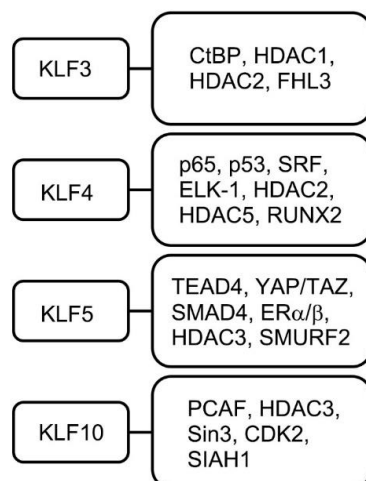 KLF3
CtBP, HDAC1,
HDAC2, FHL3
KLF4
p65, p53, SRF,
ELK-1, HDAC2,
HDAC5, RUNX2
KLF5
TEAD4, YAP/TAZ,
SMAD4, ERα/β,
HDAC3, SMURF2
KLF10
PCAF, HDAC3,
Sin3, CDK2,
SIAH1